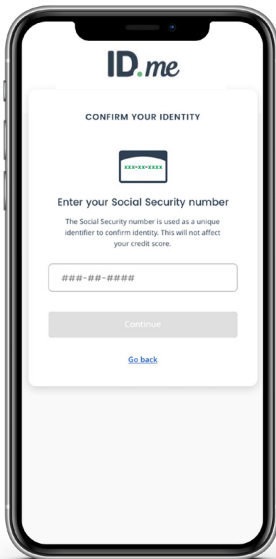 ID.me
CONFIRM YOUR IDENTITY
xxx-xx-xxxx
Enter your Social Security number
The Social Security number is used as a unique
identifier to confirm identity. This will not affect
your credit score.
###-##-####
Continue
Go back